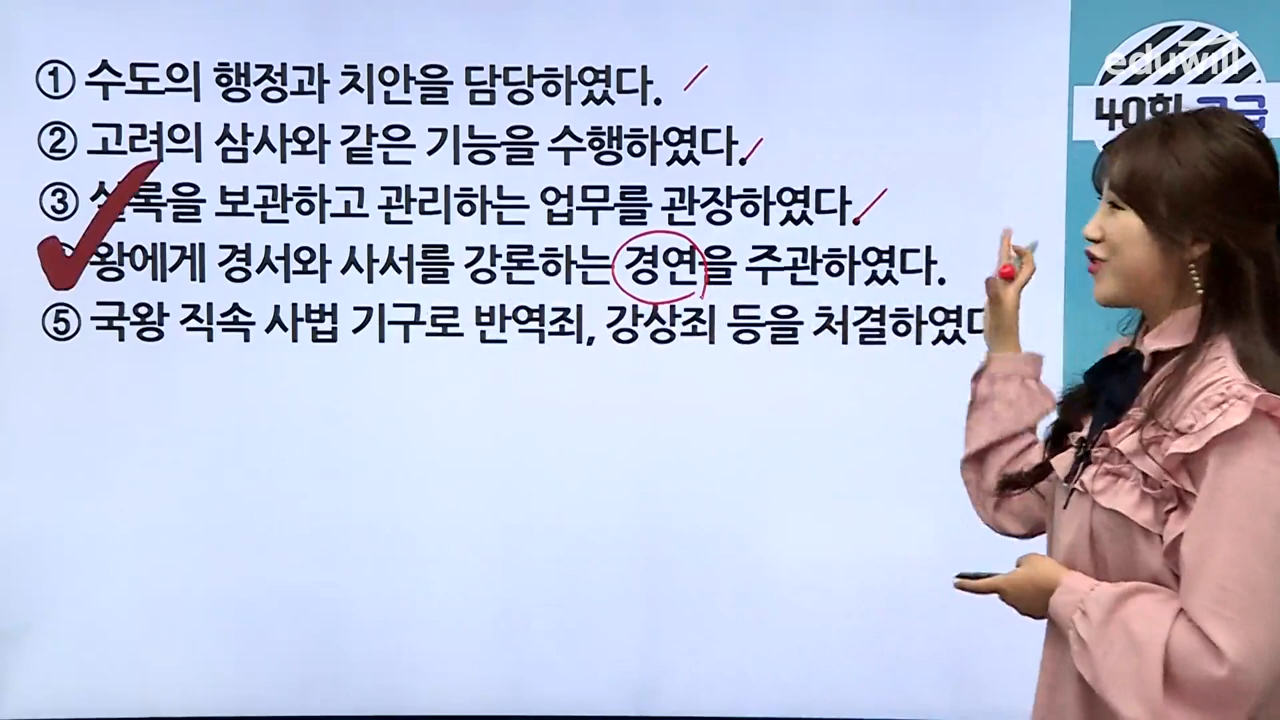 ① 수도의 행정과 치안을 담당하였다.
② 고려의 삼사와 같은 기능을 수행하였다.
③ 실록을 보관하고 관리하는 업무를 관장하였다.
왕에게 경서와 사서를 강론하는 경연을 주관하였다.
⑤ 국왕 직속 사법 기구로 반역죄, 강상죄 등을 처결하였다
eduwill
40회 고급